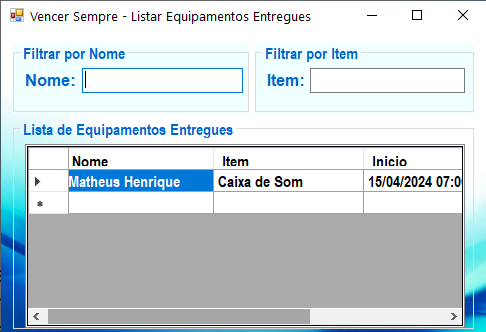 Vencer Sempre - Listar Equipamentos Entregues
Filtrar por Nome
Filtrar por Item
Nome:
Item:
Lista de Equipamentos Entregues
Nome Item Inicio
Matheus Henrique Caixa de Som 15/04/2024 07:0